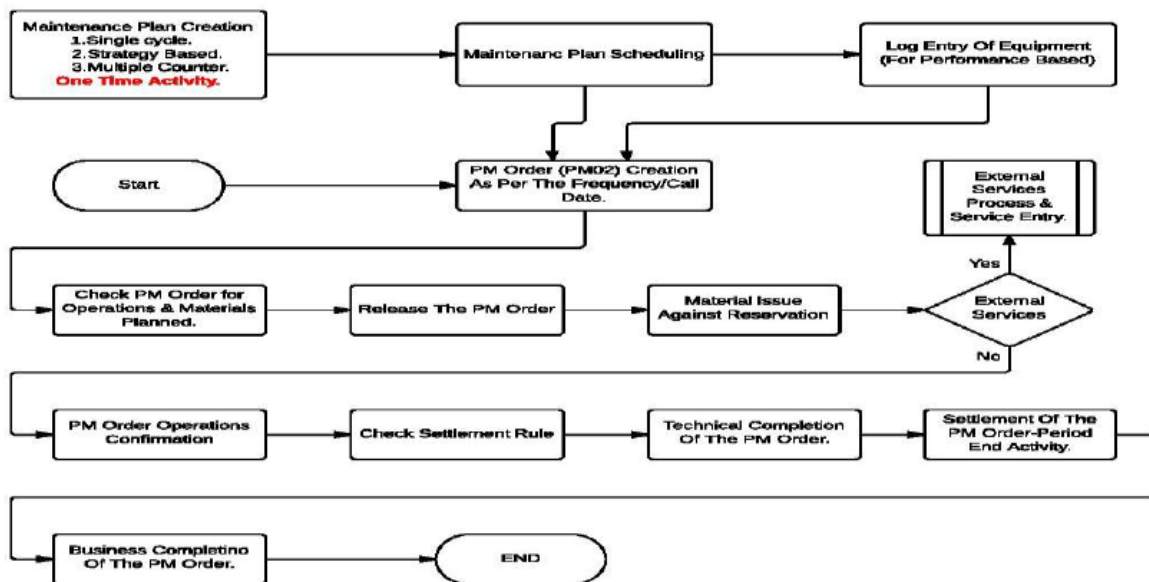 Maintenance Plan Creation
1.Single cycle.
2.Strategy Based.
3.Multiple Counter.
One Time Activity.
Maintenanc Plan Scheduling
Log Entry Of Equipment
(For Performance Based)
Start
PM Order (PM02) Creation
As Per The Frequency/Call
Date.
External
Services
Process &
Service Entry.
Yes
Check PM Order for
Operations & Materials
Planned.
Release The PM Order
Material Issue
Against Reservation
External
Services
No
PM Order Operations
Confirmation
Check Settlement Rule
Technical Completion
Of The PM Order.
Settlement Of The
PM Order-Period
End Activity.
Business Completino
Of The PM Order.
END